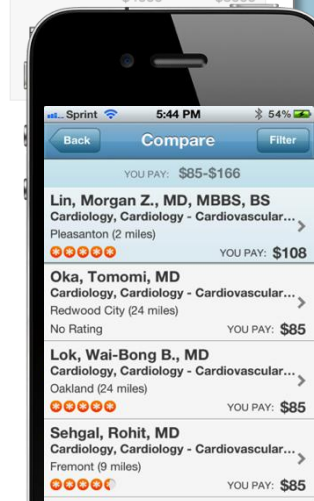 Sprint 5:44 PM 54%
Back Compare Filter
YOU PAY: $85-$166
Lin, Morgan Z., MD, MBBS, BS
Cardiology, Cardiology - Cardiovascular...
Pleasanton (2 miles)
YOU PAY: $108
Oka, Tomomi, MD
Cardiology, Cardiology - Cardiovascular...
Redwood City (24 miles)
No Rating YOU PAY: $85
Lok, Wai-Bong B., MD
Cardiology, Cardiology - Cardiovascular...
Oakland (24 miles)
YOU PAY: $85
Sehgal, Rohit, MD
Cardiology, Cardiology - Cardiovascular...
Fremont (9 miles)
YOU PAY: $85